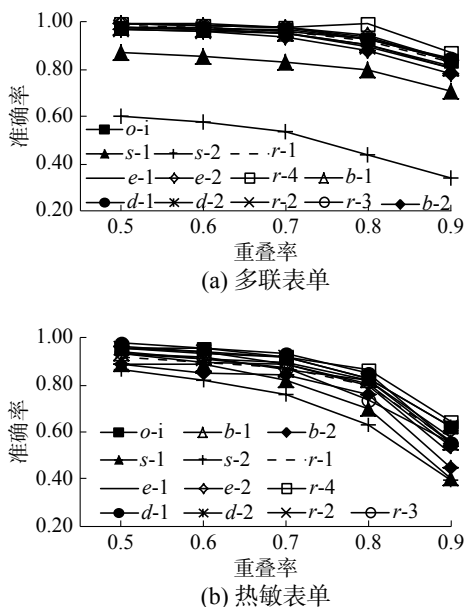 1.00
0.80
0.60
0.40
0.20
准确率
o-i
s-1 s-2 r-1
e-1 e-2 r-4 b-1
d-1 d-2 r-2 r-3 b-2
0.5 0.6 0.7 0.8 0.9
重叠率
(a) 多联表单
1.00
0.80
0.60
0.40
0.20
准确率
o-i b-1 b-2
s-1 s-2 r-1
e-1 e-2 r-4
d-1 d-2 r-2 r-3
0.5 0.6 0.7 0.8 0.9
重叠率
(b) 热敏表单